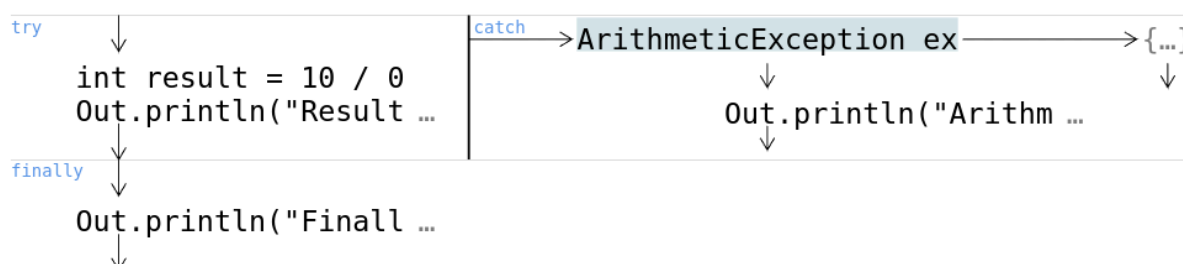 try
int result = 10 / 0
Out.println("Result …
catch
ArithmeticException ex
{…}
Out.println("Arithm …
finally
Out.println("Finall …